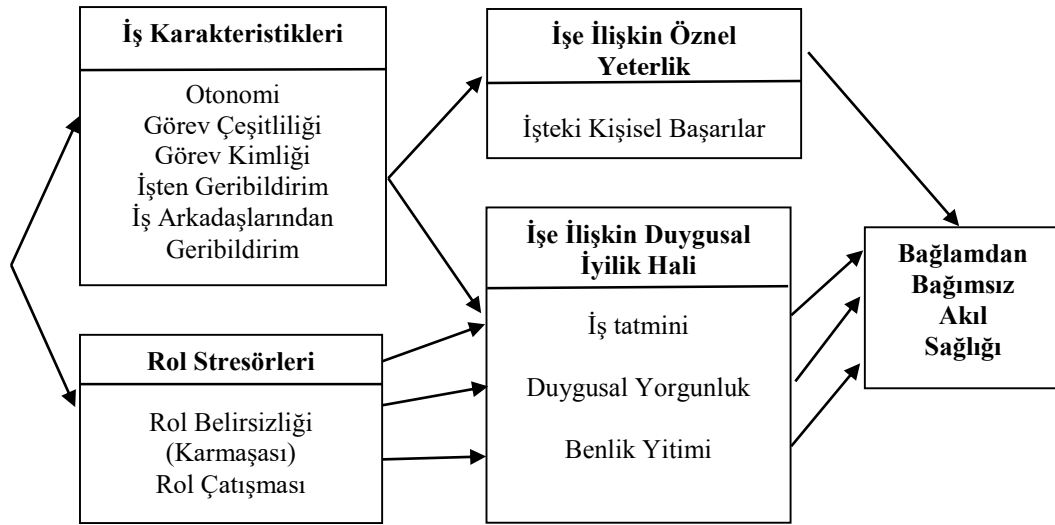 İş Karakteristikleri
Otonomi
Görev Çeşitliliği
Görev Kimliği
İşten Geribildirim
İş Arkadaşlarından
Geribildirim
Rol Stresörleri
Rol Belirsizliği
(Karmaşası)
Rol Çatışması
İşe İlişkin Öznel
Yeterlik
İşteki Kişisel Başarılar
İşe İlişkin Duygusal
İyilik Hali
İş tatmini
Duygusal Yorgunluk
Benlik Yitimi
Bağlamdan
Bağımsız
Akıl
Sağlığı